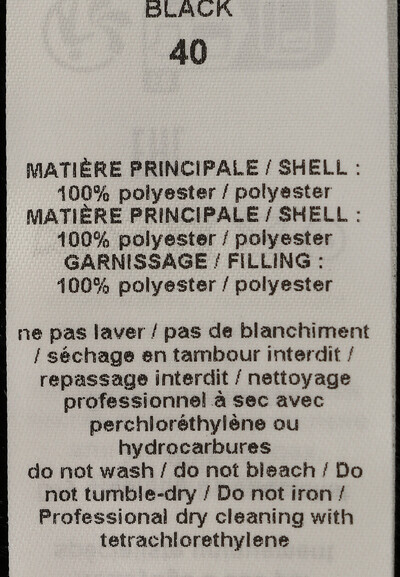 BLACK
40
MATIÈRE PRINCIPALE / SHELL :
100% polyester / polyester
MATIÈRE PRINCIPALE / SHELL :
100% polyester / polyester
GARNISSAGE / FILLING :
100% polyester / polyester
ne pas laver / pas de blanchiment
/ séchage en tambour interdit /
repassage interdit / nettoyage
professionnel à sec avec
perchloréthylène ou
hydrocarbures
do not wash / do not bleach / Do
not tumble-dry / Do not iron /
Professional dry cleaning with
tetrachlorethylene